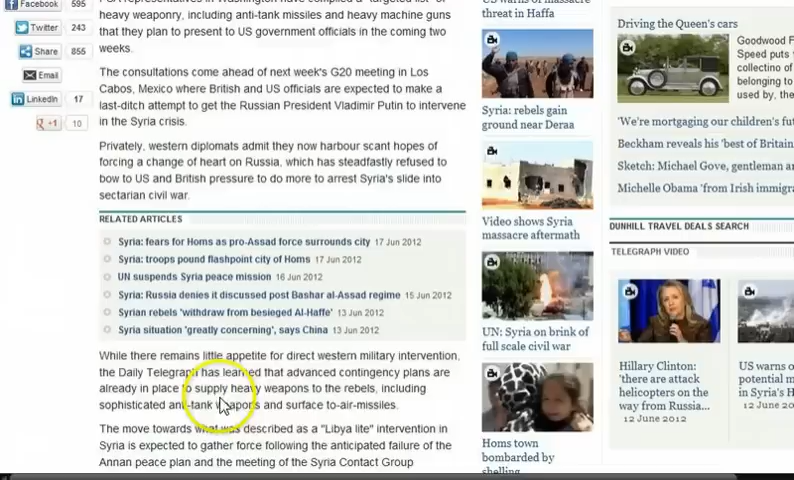 Facebook 595
Twitter 243
Share 855
Email
LinkedIn 17
g +1 10
representatives in Washington have compiled a "targeted list" of
heavy weaponry, including anti-tank missiles and heavy machine guns
that they plan to present to US government officials in the coming two
weeks.
The consultations come ahead of next week's G20 meeting in Los
Cabos, Mexico where British and US officials are expected to make a
last-ditch attempt to get the Russian President Vladimir Putin to intervene
in the Syria crisis.
Privately, western diplomats admit they now harbour scant hopes of
forcing a change of heart on Russia, which has steadfastly refused to
bow to US and British pressure to do more to arrest Syria's slide into
sectarian civil war.
RELATED ARTICLES
Syria: fears for Homs as pro-Assad force surrounds city 17 Jun 2012
Syria: troops pound flashpoint city of Homs 17 Jun 2012
UN suspends Syria peace mission 16 Jun 2012
Syria: Russia denies it discussed post Bashar al-Assad regime 15 Jun 2012
Syrian rebels 'withdraw from besieged Al-Haffe' 13 Jun 2012
Syria situation 'greatly concerning', says China 13 Jun 2012
While there remains little appetite for direct western military intervention,
the Daily Telegraph has learned that advanced contingency plans are
already in place to supply heavy weapons to the rebels, including
sophisticated anti-tank weapons and surface to-air-missiles.
The move towards what was described as a "Libya lite" intervention in
Syria is expected to gather force following the anticipated failure of the
Annan peace plan and the meeting of the Syria Contact Group
UN warns of massacre
threat in Haffa
Syria: rebels gain
ground near Deraa
Video shows Syria
massacre aftermath
UN: Syria on brink of
full scale civil war
Homs town
bombarded by
shelling
Driving the Queen's cars
Goodwood F
Speed puts
collectino of
belonging to
used by, the
'We're mortgaging our children's fut
Beckham reveals his 'best of Britain
Sketch: Michael Gove, gentleman a
Michelle Obama 'from Irish immigra
DUNHILL TRAVEL DEALS SEARCH
TELEGRAPH VIDEO
Hillary Clinton:
'there are attack
helicopters on the
way from Russia...
12 June 2012
US warns o
potential m
in Syria's H
12 June 20